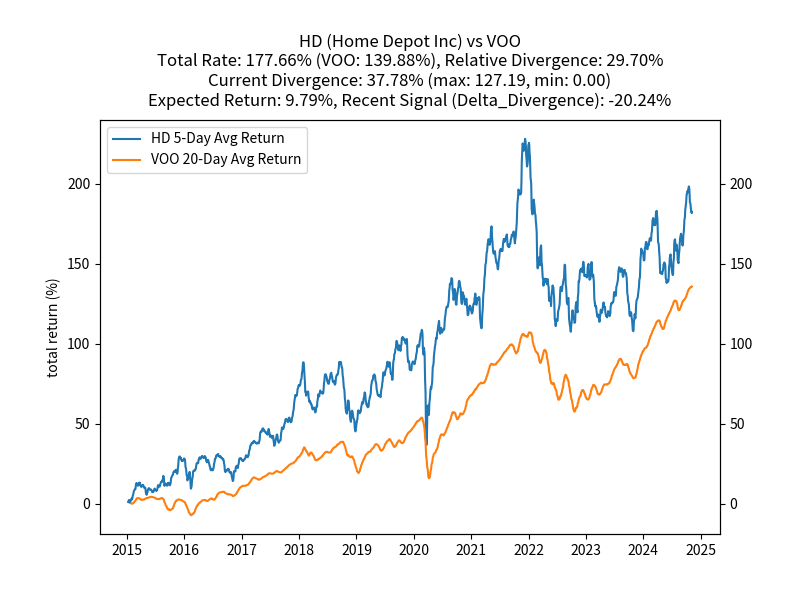 HD (Home Depot Inc) vs VOO
Total Rate: 177.66% (VOO: 139.88%), Relative Divergence: 29.70%
Current Divergence: 37.78% (max: 127.19, min: 0.00)
Expected Return: 9.79%, Recent Signal (Delta_Divergence): -20.24%
HD 5-Day Avg Return
VOO 20-Day Avg Return
total return (%)
200 200
150 150
100 100
50 50
0 0
2015 2016 2017 2018 2019 2020 2021 2022 2023 2024 2025